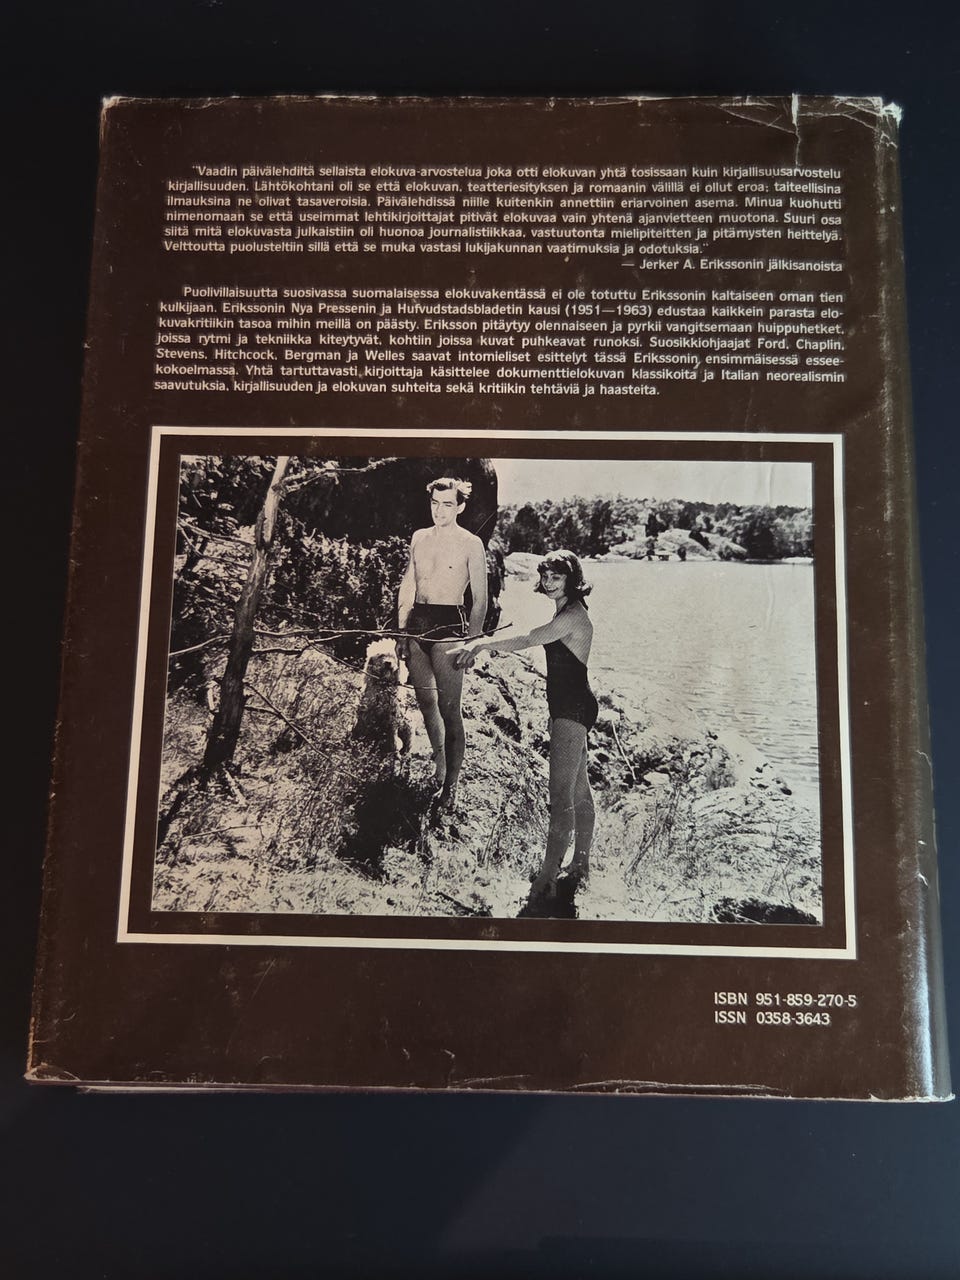 "Vaadin päivälehdiltä sellaista elokuva-arvostelua joka otti elokuvan yhtä tosissaan kuin kirjallisuusarvostelu
kirjallisuuden. Lähtökohtani oli se että elokuvan, teatteriesityksen ja romaanin välillä ei ollut eroa; taiteellisina
ilmauksina ne olivat tasaveroisia. Päivälehdissä niille kuitenkin annettiin eriarvoinen asema. Minua kuohutti
nimenomaan se että useimmat lehtikirjoittajat pitivät elokuvaa vain yhtenä ajanvietteen muotona. Suuri osa
siitä mitä elokuvasta julkaistiin oli huonoa journalistiikkaa, vastuutonta mielipiteitten ja pitämysten heittelyä.
Velttoutta puolusteltiin sillä että se muka vastasi lukijakunnan vaatimuksia ja odotuksia."
— Jerker A. Erikssonin jälkisanoista
Puolivillaisuutta suosivassa suomalaisessa elokuvakentässä ei ole totuttu Erikssonin kaltaiseen oman tien
kulkijaan. Erikssonin Nya Pressenin ja Hufvudstadsbladetin kausi (1951—1963) edustaa kaikkein parasta elo-
kuvakritiikin tasoa mihin meillä on päästy. Eriksson pitäytyy olennaiseen ja pyrkii vangitsemaan huippuhetket,
joissa rytmi ja tekniikka kiteytyvät, kohtiin joissa kuvat puhkeavat runoksi. Suosikkiohjaajat Ford, Chaplin,
Stevens, Hitchcock, Bergman ja Welles saavat intomieliset esittelyt tässä Erikssonin ensimmäisessä essee-
kokoelmassa. Yhtä tartuttavasti kirjoittaja käsittelee dokumenttielokuvan klassikoita ja Italian neorealismin
saavutuksia, kirjallisuuden ja elokuvan suhteita sekä kritiikin tehtäviä ja haasteita.
ISBN 951-859-270-5
ISSN 0358-3643